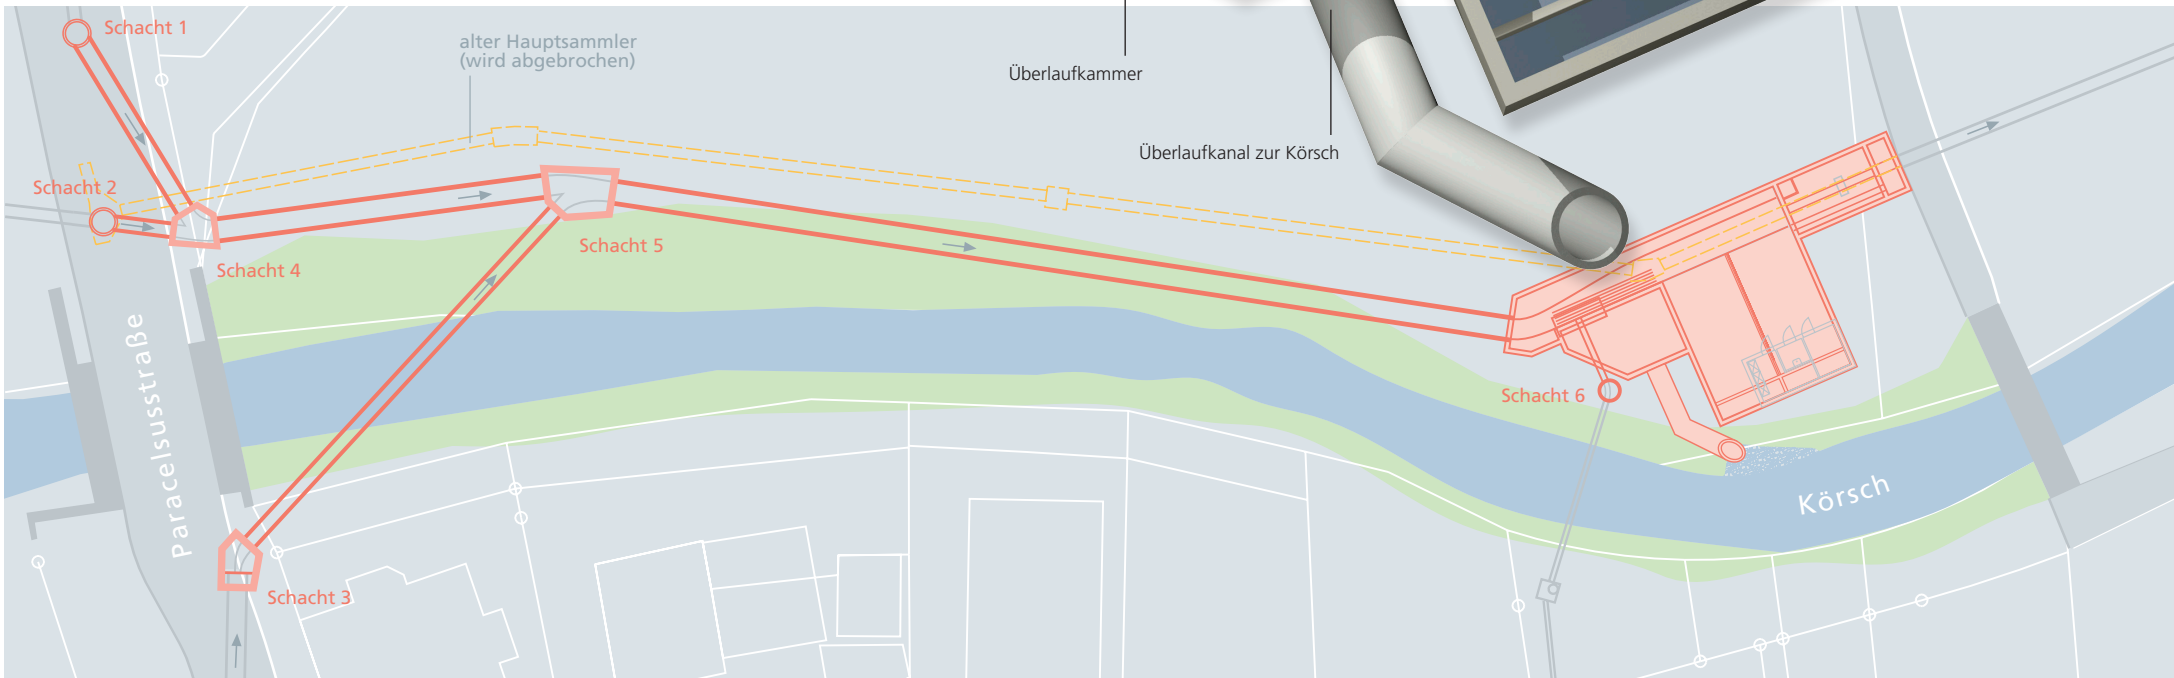 Schacht 1
alter Hauptsammler
(wird abgebrochen)
Überlaufkammer
Überlaufkanal zur Körsch
Schacht 2
Schacht 4
Schacht 5
Paracelsusstraße
Schacht 6
Körsch
Schacht 3